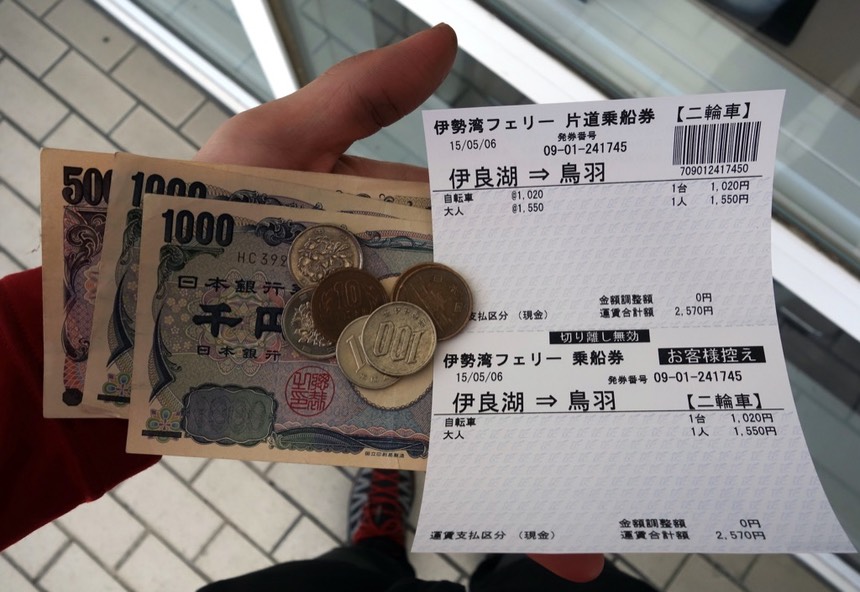 500
1000
1000
HC392
日本銀行券
千円
日本銀行
10
100
伊勢湾フェリー 片道乗船券 【二輪車】
15/05/06 発券番号
09-01-241745
709012417450
伊良湖 ⇒ 鳥羽
自転車 @1,020 1台 1,020円
大人 @1,550 1人 1,550円
金額調整額 0円
支払区分 (現金) 運賃合計額 2,570円
切り離し無効
伊勢湾フェリー 乗船券 お客様控え
15/05/06 発券番号 09-01-241745
伊良湖 ⇒ 鳥羽 【二輪車】
自転車 1台 1,020円
大人 1人 1,550円
金額調整額 0円
運賃支払区分 (現金) 運賃合計額 2,570円